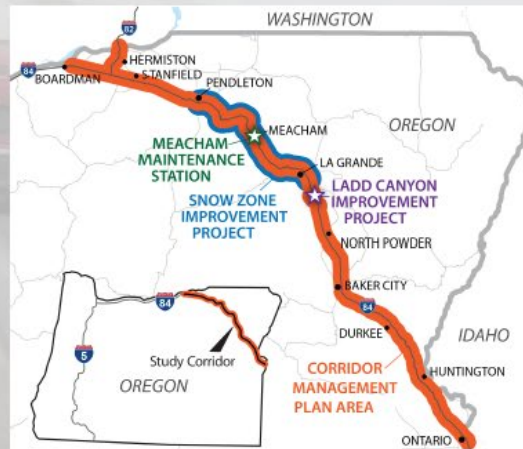 WASHINGTON
82
HERMISTON
84
BOARDMAN
STANFIELD
PENDLETON
OREGON
MEACHAM
MEACHAM
MAINTENANCE
STATION
LA GRANDE
SNOW ZONE
IMPROVEMENT
PROJECT
LADD CANYON
IMPROVEMENT
PROJECT
NORTH POWDER
BAKER CITY
84
DURKEE
IDAHO
HUNTINGTON
CORRIDOR
MANAGEMENT
PLAN AREA
ONTARIO
84
5
Study Corridor
OREGON